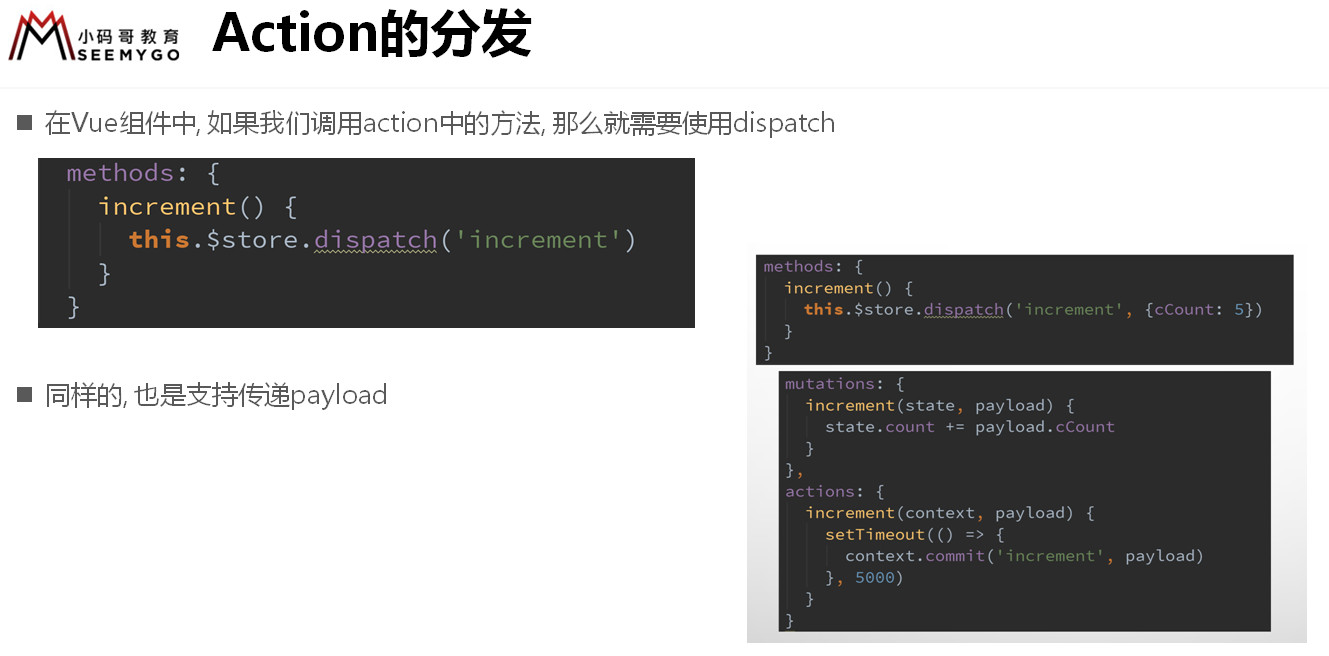 小码哥教育
SEEMYGO
Action的分发
■ 在Vue组件中, 如果我们调用action中的方法, 那么就需要使用dispatch
methods: {
increment() {
this.$store.dispatch('increment')
}
}
■ 同样的, 也是支持传递payload
methods: {
increment() {
this.$store.dispatch('increment', {cCount: 5})
}
}
mutations: {
increment(state, payload) {
state.count += payload.cCount
}
},
actions: {
increment(context, payload) {
setTimeout(() => {
context.commit('increment', payload)
}, 5000)
}
}